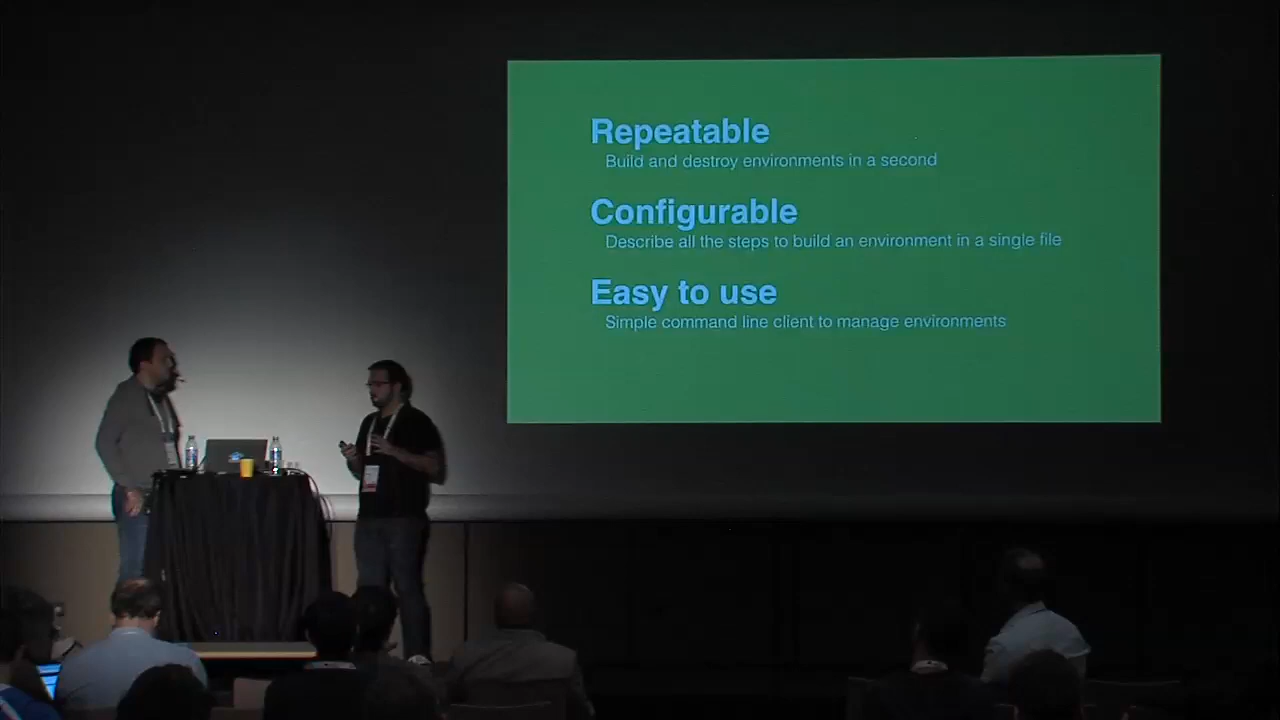 Repeatable
Build and destroy environments in a second
Configurable
Describe all the steps to build an environment in a single file
Easy to use
Simple command line client to manage environments